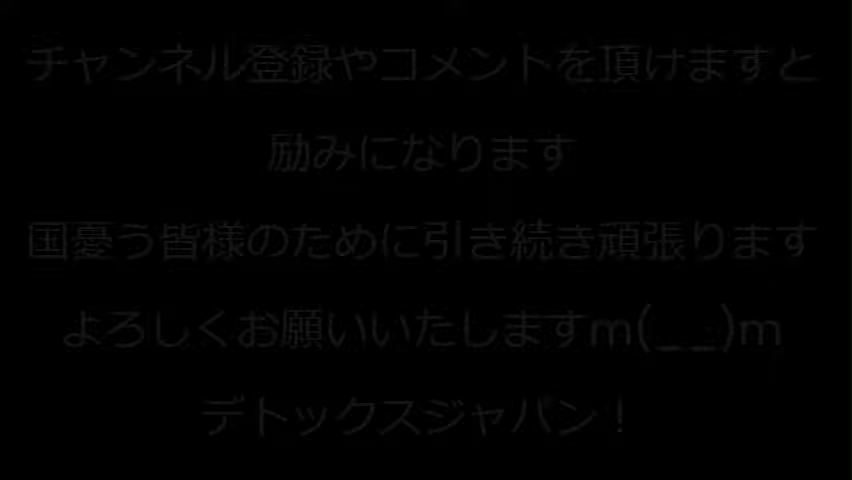 チャンネル登録やコメントを頂けますと
励みになります
国憂う皆様のために引き続き頑張ります
よろしくお願いいたしますm(_ _)m
デトックスジャパン！